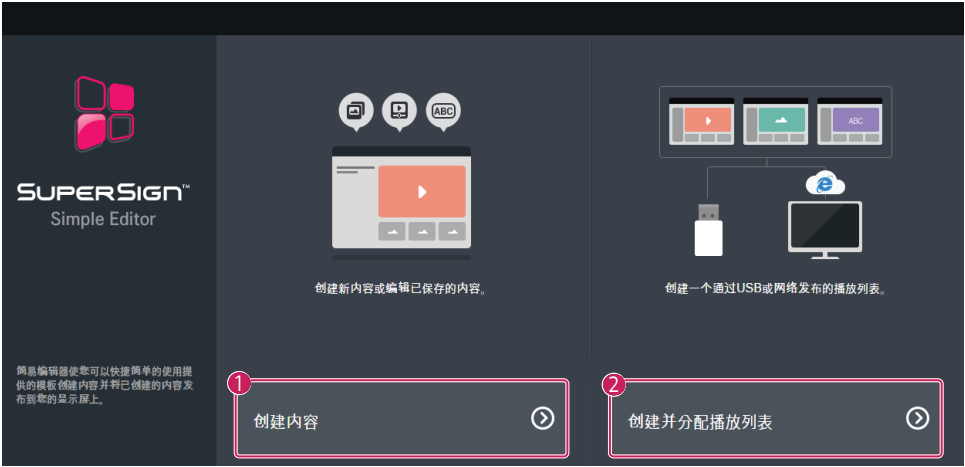 SUPERSIGN™
Simple Editor
简易编辑器使您可以快捷简单的使用提
供的模板创建内容并将已创建的内容发
布到您的显示屏上。
ABC
创建新内容或编辑已保存的内容。
1
创建内容
ABC
创建一个通过USB或网络发布的播放列表。
2
创建并分配播放列表